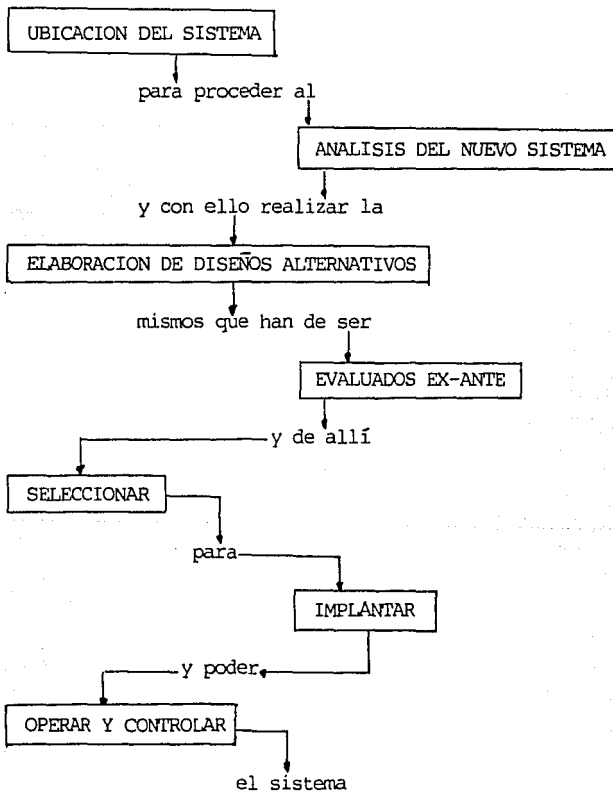 UBICACION DEL SISTEMA
para proceder al
ANALISIS DEL NUEVO SISTEMA
y con ello realizar la
ELABORACION DE DISEÑOS ALTERNATIVOS
mismos que han de ser
EVALUADOS EX-ANTE
y de allí
SELECCIONAR
para
IMPLANTAR
y poder
OPERAR Y CONTROLAR
el sistema